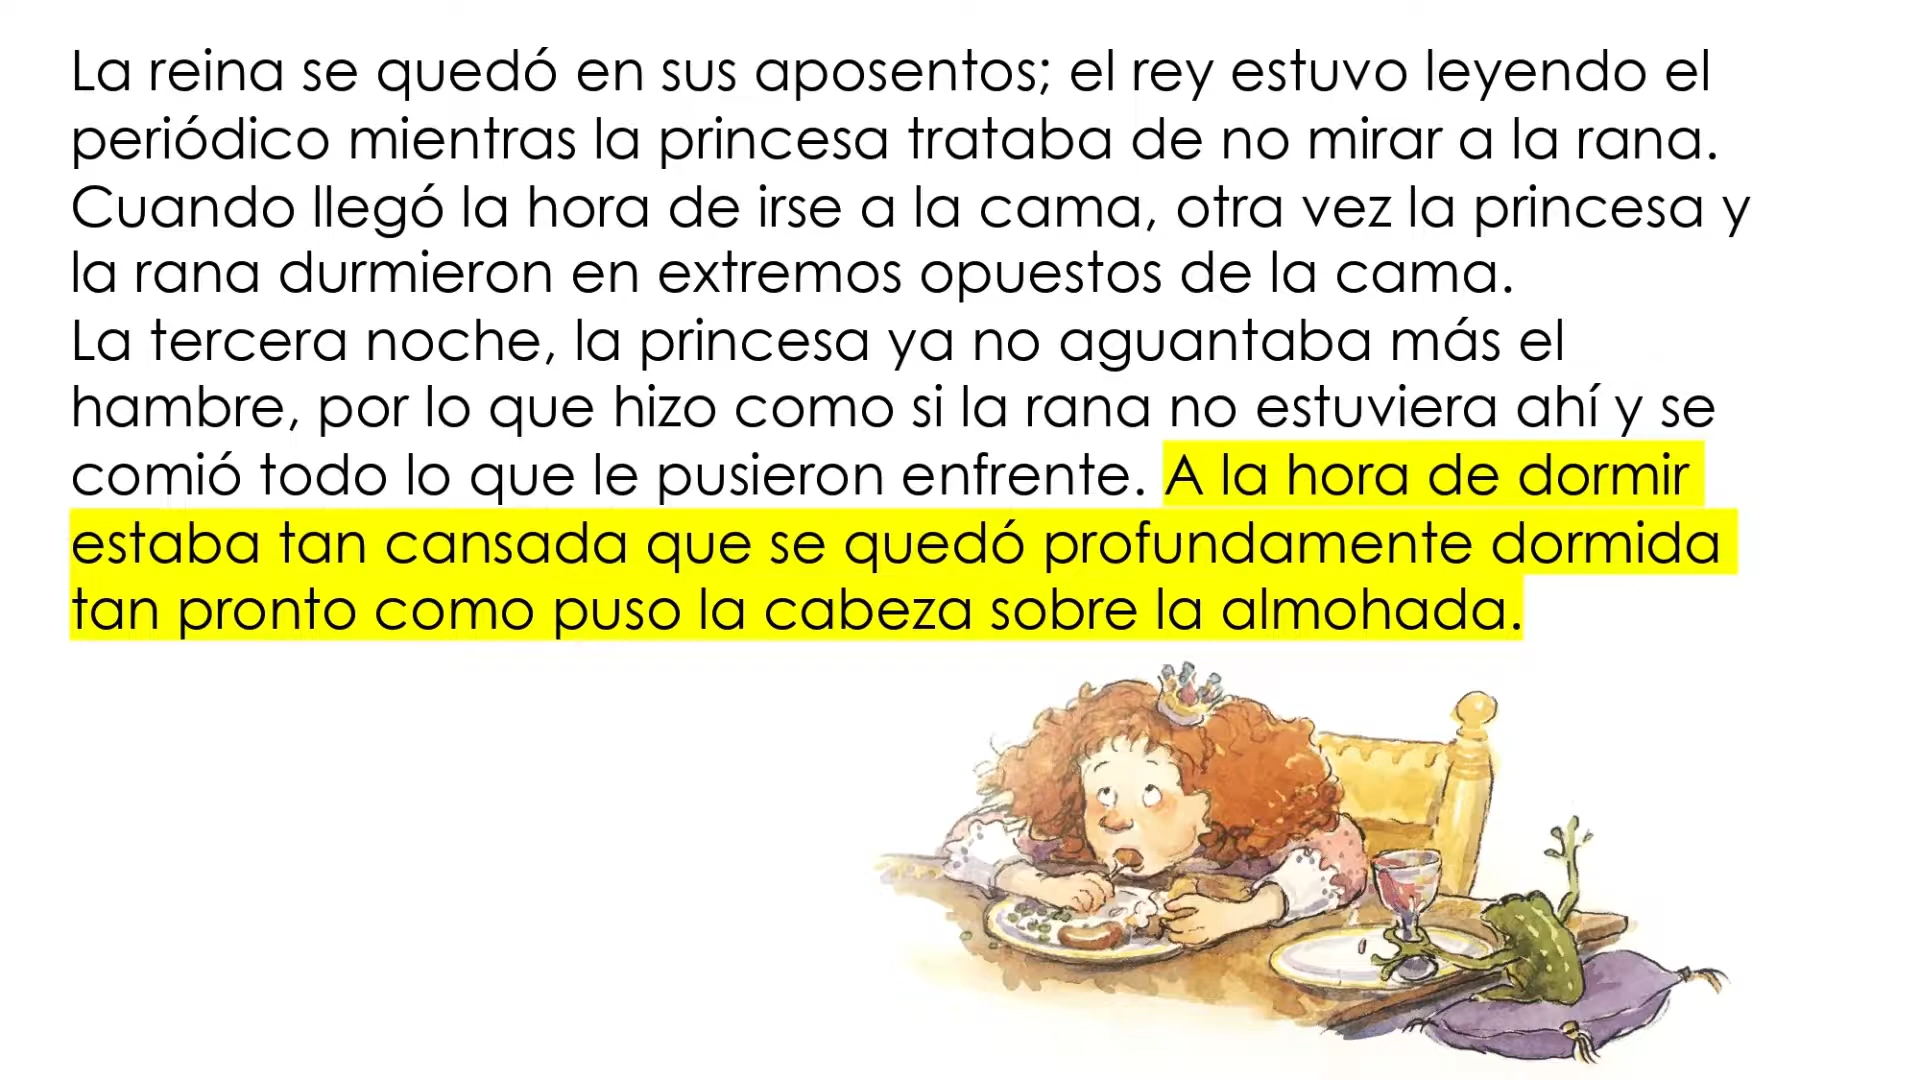 La reina se quedó en sus aposentos; el rey estuvo leyendo el
periódico mientras la princesa trataba de no mirar a la rana.
Cuando llegó la hora de irse a la cama, otra vez la princesa y
la rana durmieron en extremos opuestos de la cama.
La tercera noche, la princesa ya no aguantaba más el
hambre, por lo que hizo como si la rana no estuviera ahí y se
comió todo lo que le pusieron enfrente. A la hora de dormir
estaba tan cansada que se quedó profundamente dormida
tan pronto como puso la cabeza sobre la almohada.